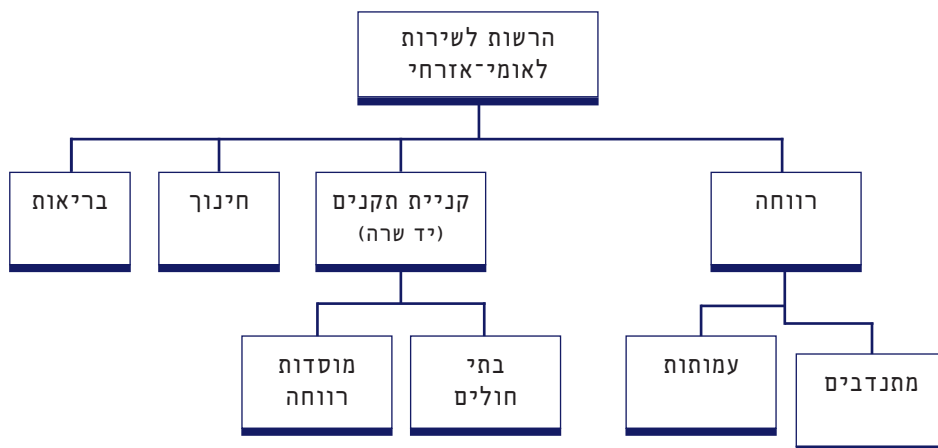 הרשות לשירות
לאומי־אזרחי
רווחה
קניית תקנים
(יד שרה)
חינוך
בריאות
מתנדבים
עמותות
בתי
חולים
מוסדות
רווחה